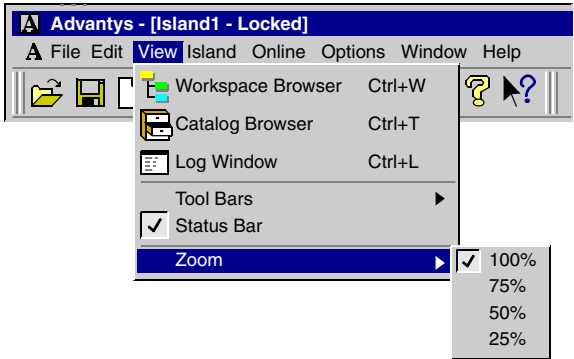 A Advantys - [Island1 - Locked]
A File Edit View Island Online Options Window Help
Workspace Browser Ctrl+W
Catalog Browser Ctrl+T
Log Window Ctrl+L
Tool Bars
Status Bar
Zoom
100%
75%
50%
25%